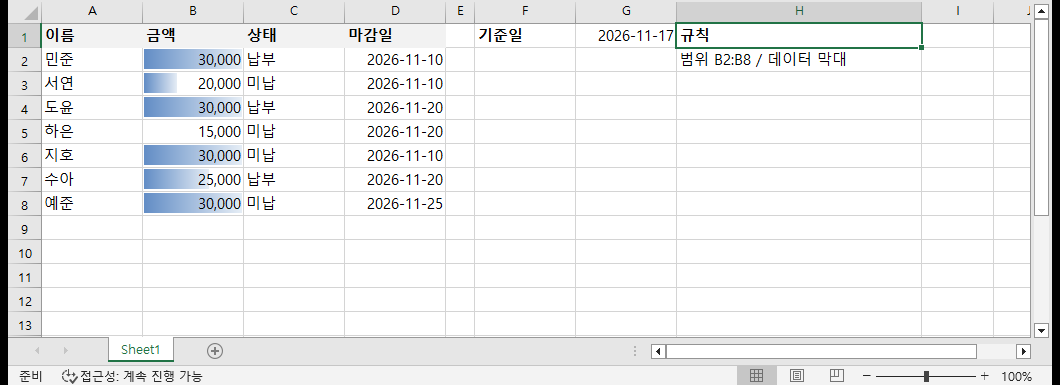 A B C D E F G H I J
1 이름 금액 상태 마감일 기준일 2026-11-17 규칙
2 민준 30,000 납부 2026-11-10 범위 B2:B8 / 데이터 막대
3 서연 20,000 미납 2026-11-10
4 도윤 30,000 납부 2026-11-20
5 하은 15,000 미납 2026-11-20
6 지호 30,000 미납 2026-11-10
7 수아 25,000 납부 2026-11-20
8 예준 30,000 미납 2026-11-25
9
10
11
12
13
Sheet1
준비 접근성: 계속 진행 가능 100%